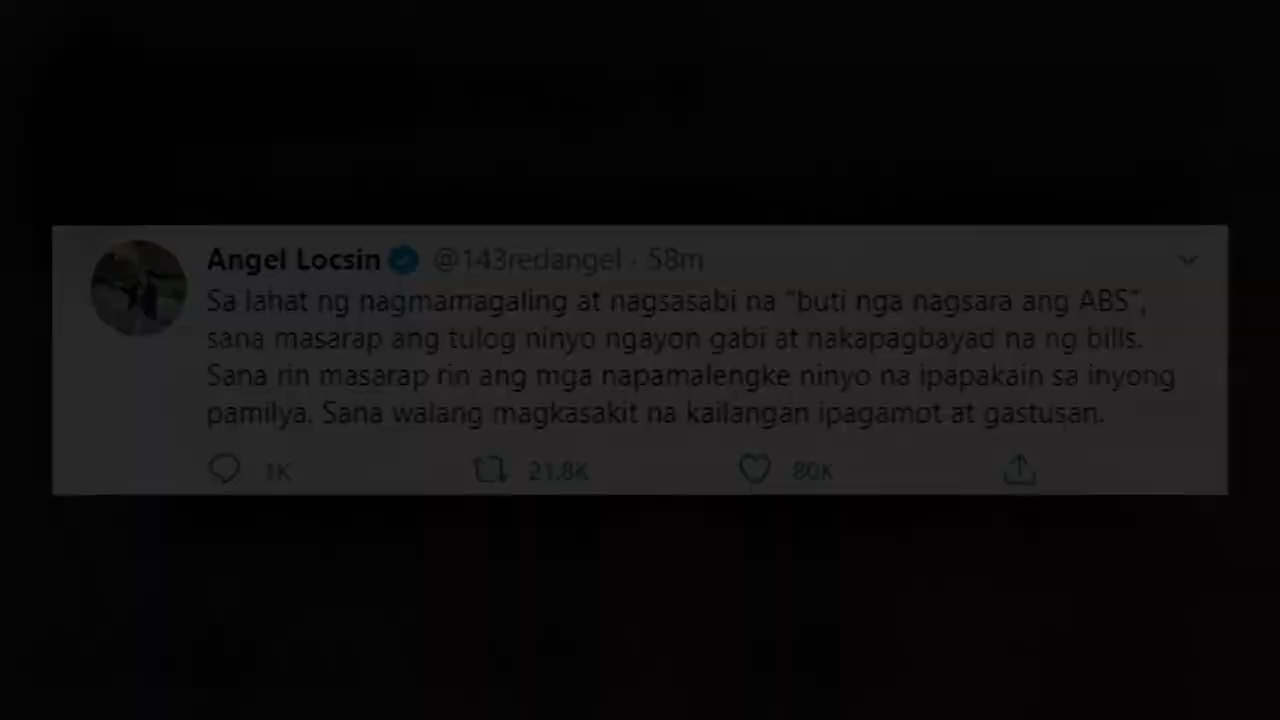 Angel Locsin @143redangel · 58m
Sa lahat ng nagmamagaling at nagsasabi na "buti nga nagsara ang ABS",
sana masarap ang tulog ninyo ngayon gabi at nakapagbayad na ng bills.
Sana rin masarap rin ang mga napamalengke ninyo na ipapakain sa inyong
pamilya. Sana walang magkasakit na kailangan ipagamot at gastusan.
1K 21.8K 80K